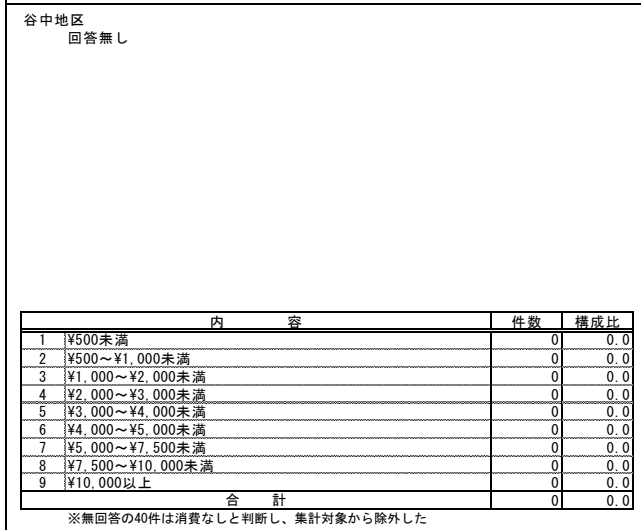 谷中地区
回答無し
内　　　容 件数 構成比
1 ¥500未満 0 0.0
2 ¥500～¥1,000未満 0 0.0
3 ¥1,000～¥2,000未満 0 0.0
4 ¥2,000～¥3,000未満 0 0.0
5 ¥3,000～¥4,000未満 0 0.0
6 ¥4,000～¥5,000未満 0 0.0
7 ¥5,000～¥7,500未満 0 0.0
8 ¥7,500～¥10,000未満 0 0.0
9 ¥10,000以上 0 0.0
合　　計 0 0.0
※無回答の40件は消費なしと判断し、集計対象から除外した